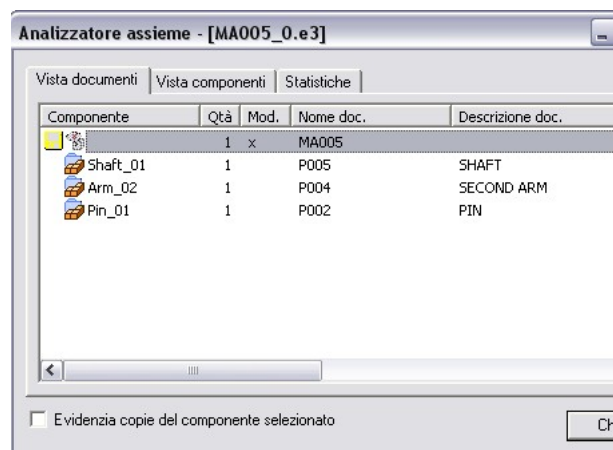 Analizzatore assieme - [MA005_0.e3]
Vista documenti Vista componenti Statistiche
Componente Qtà Mod. Nome doc. Descrizione doc.
1 x MA005
Shaft_01 1 P005 SHAFT
Arm_02 1 P004 SECOND ARM
Pin_01 1 P002 PIN
Evidenzia copie del componente selezionato